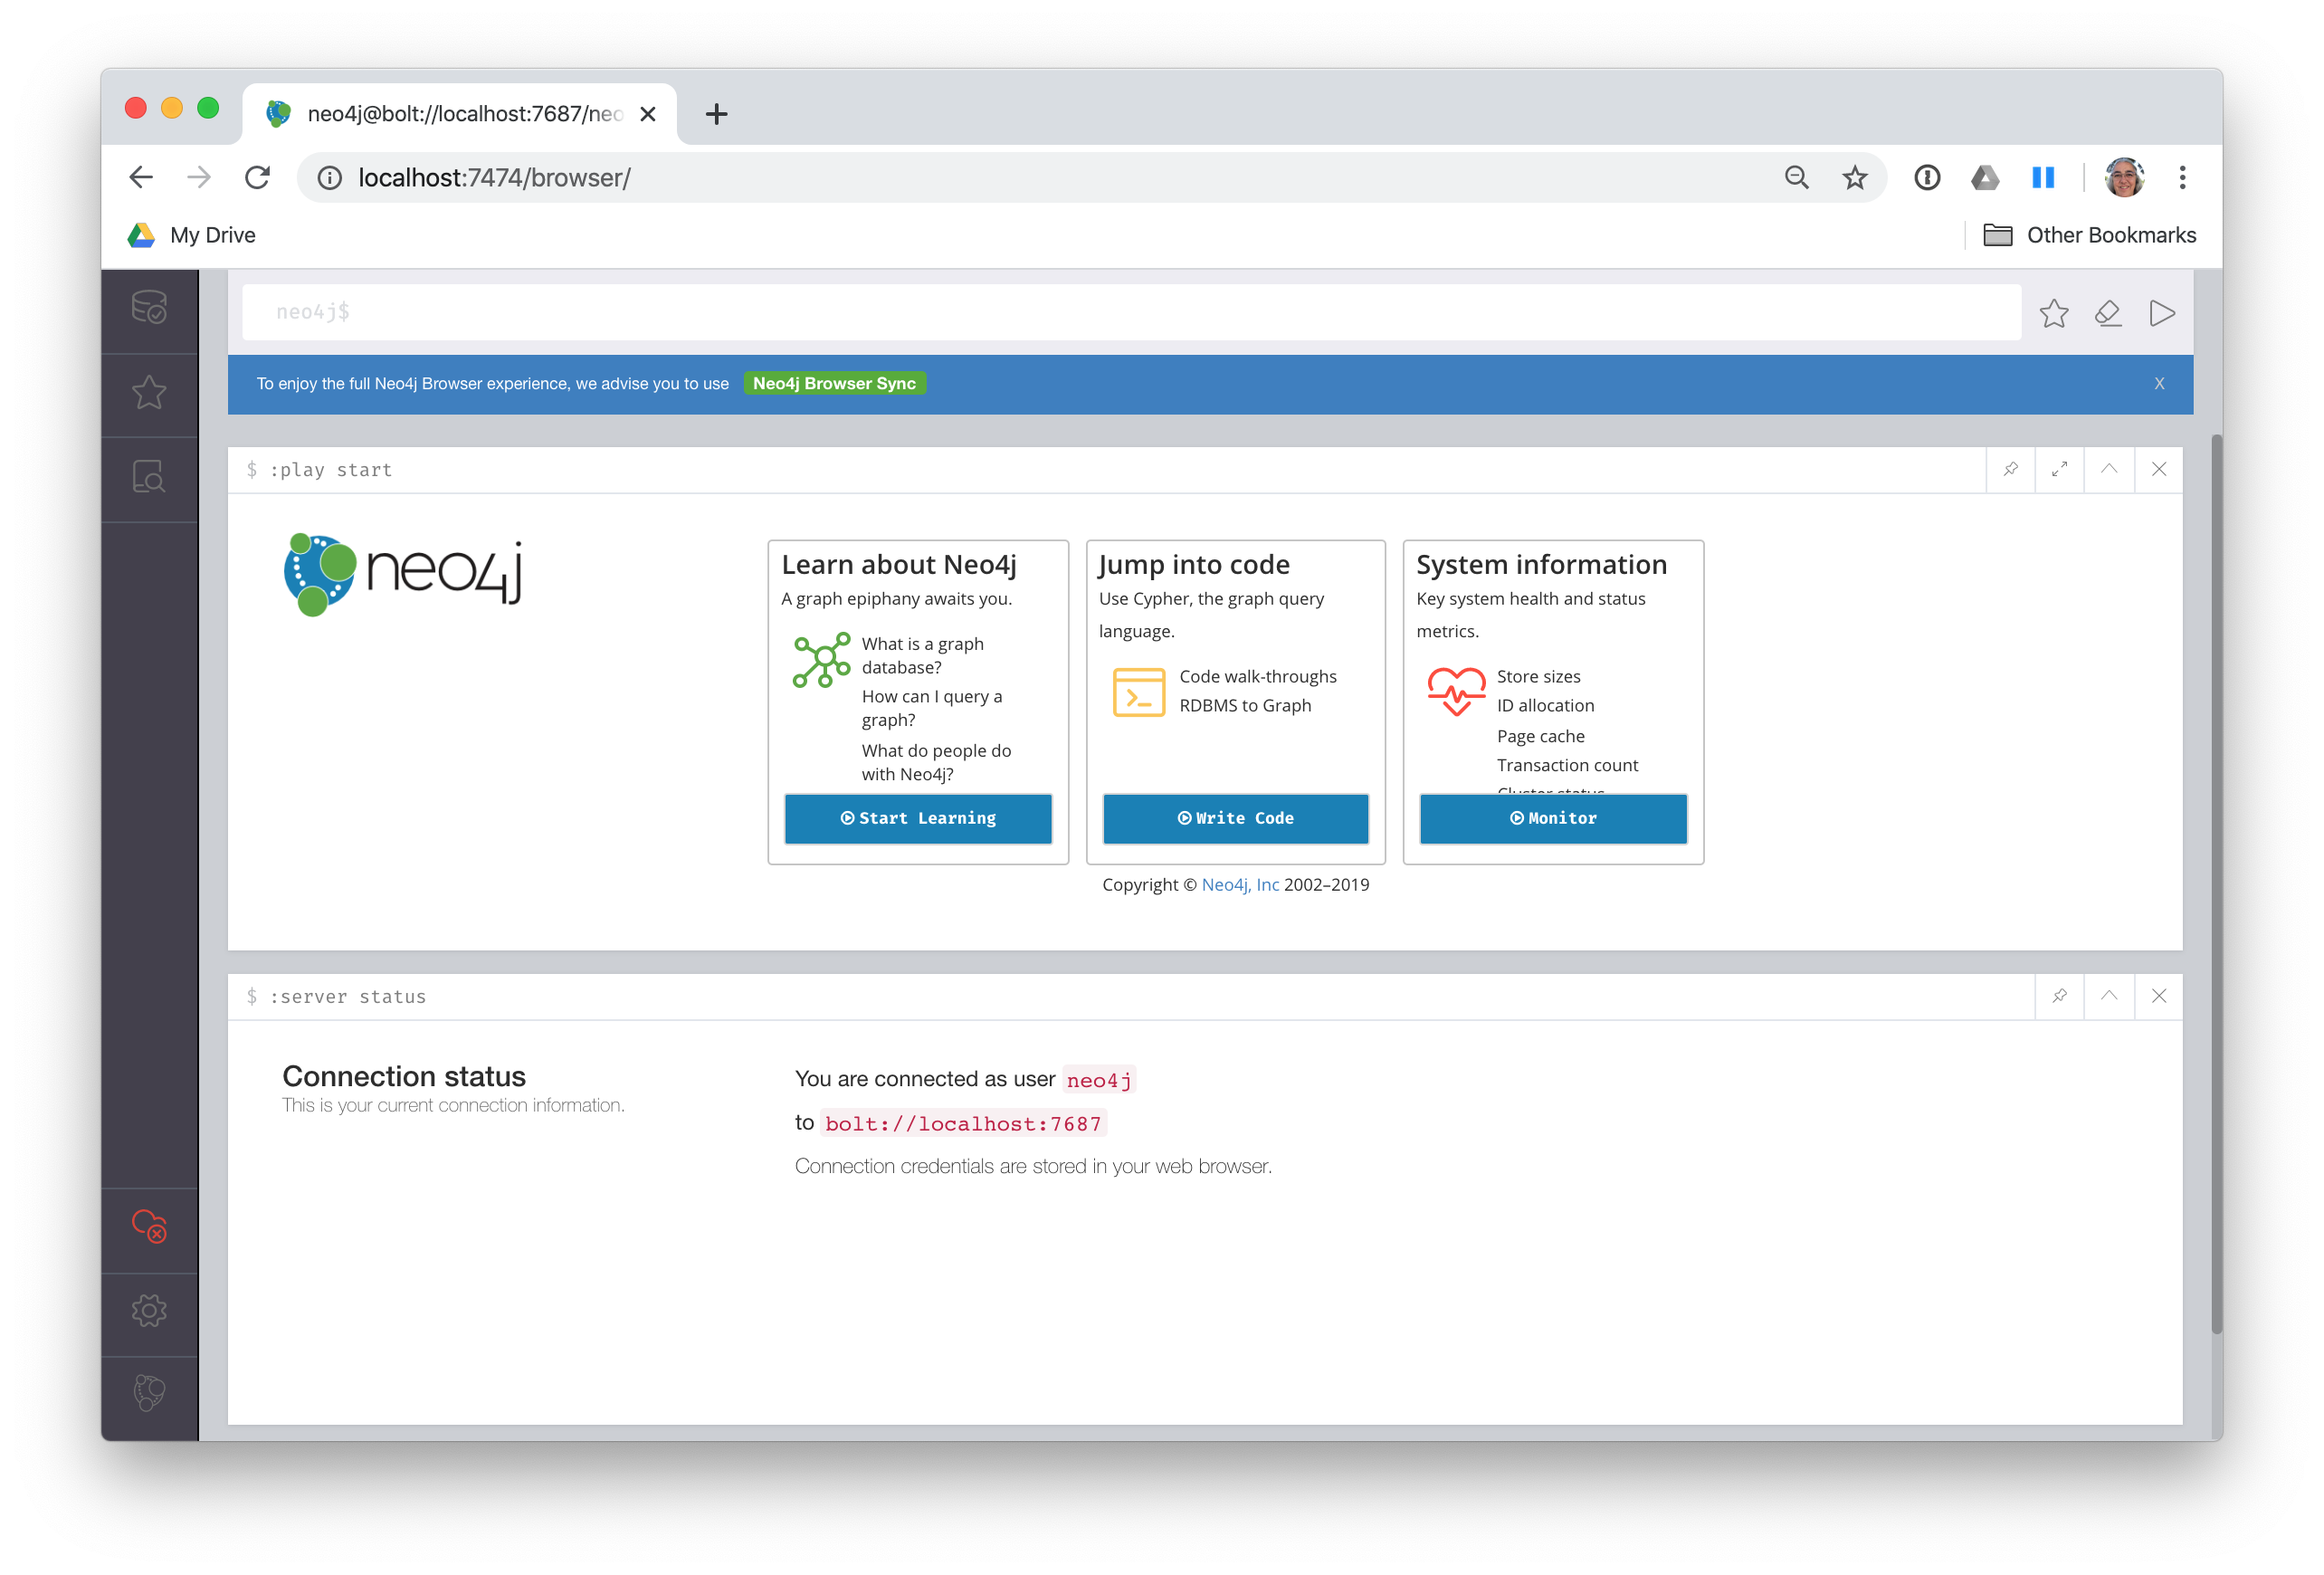 neo4j@bolt://localhost:7687/neo
localhost:7474/browser/
My Drive
Other Bookmarks
neo4j$
To enjoy the full Neo4j Browser experience, we advise you to use Neo4j Browser Sync X
$ :play start
neo4j
Learn about Neo4j
A graph epiphany awaits you.
What is a graph
database?
How can I query a
graph?
What do people do
with Neo4j?
Start Learning
Jump into code
Use Cypher, the graph query
language.
Code walk-throughs
RDBMS to Graph
Write Code
System information
Key system health and status
metrics.
Store sizes
ID allocation
Page cache
Transaction count
Cluster status
Monitor
Copyright © Neo4j, Inc 2002–2019
$ :server status
Connection status
This is your current connection information.
You are connected as user neo4j
to bolt://localhost:7687
Connection credentials are stored in your web browser.